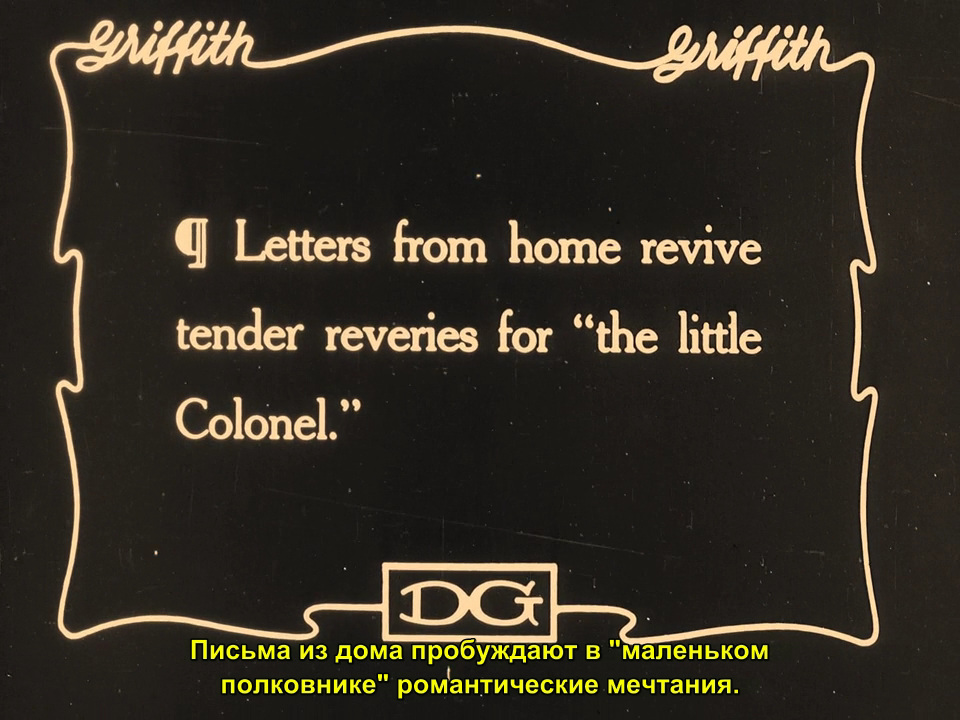 Griffith Griffith
¶ Letters from home revive
tender reveries for “the little
Colonel.”
DG
Письма из дома пробуждают в "маленьком
полковнике" романтические мечтания.